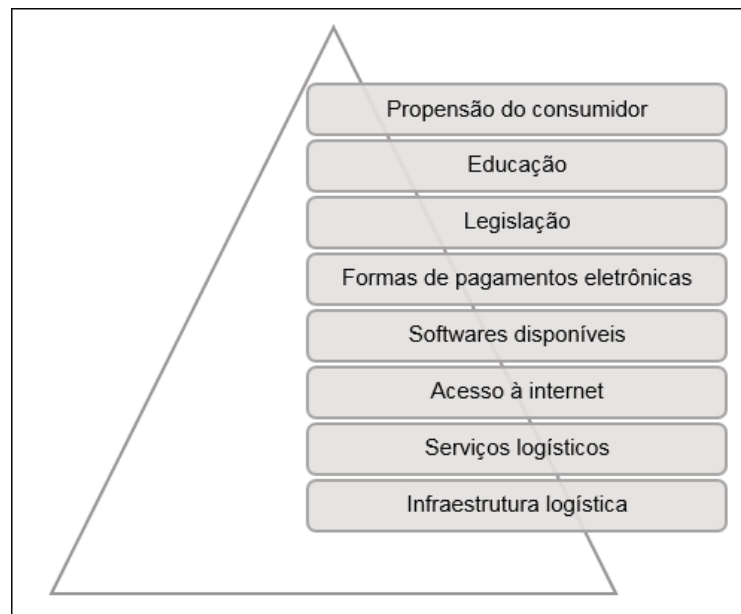 Propensão do consumidor
Educação
Legislação
Formas de pagamentos eletrônicas
Softwares disponíveis
Acesso à internet
Serviços logísticos
Infraestrutura logística